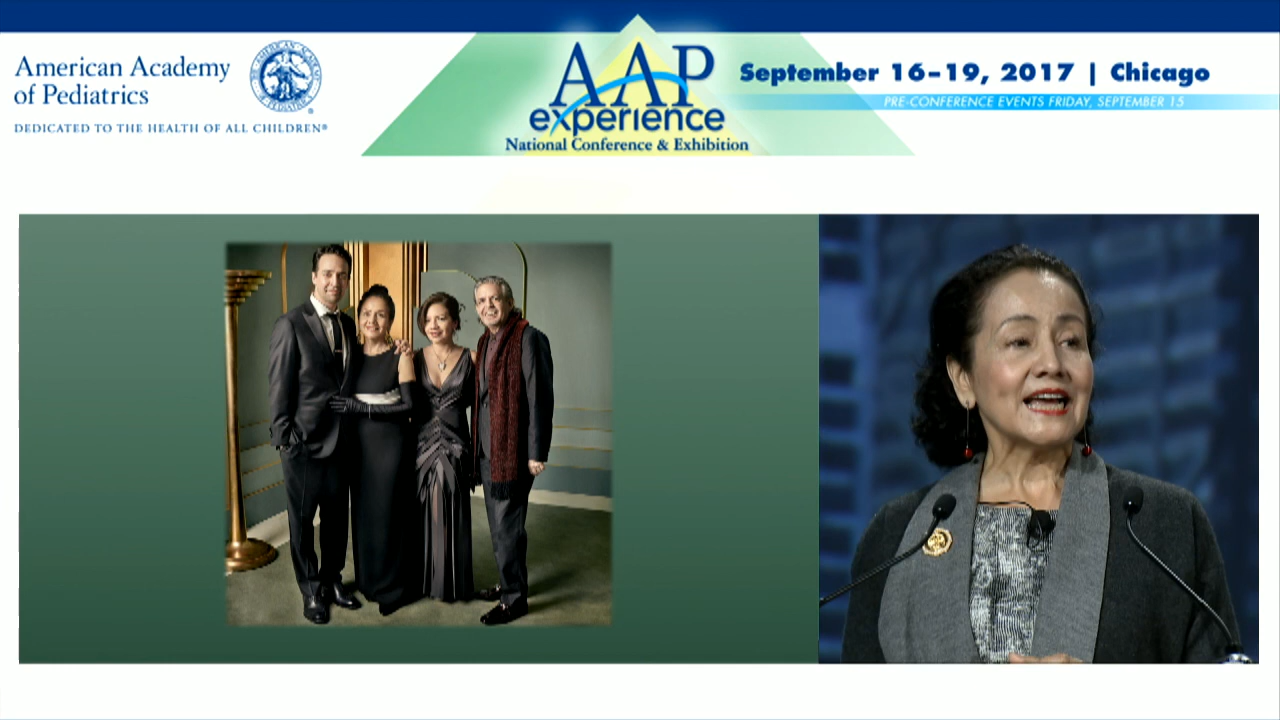 American Academy
of Pediatrics
DEDICATED TO THE HEALTH OF ALL CHILDREN®
AAP
experience
National Conference & Exhibition
September 16–19, 2017 | Chicago
PRE-CONFERENCE EVENTS FRIDAY, SEPTEMBER 15